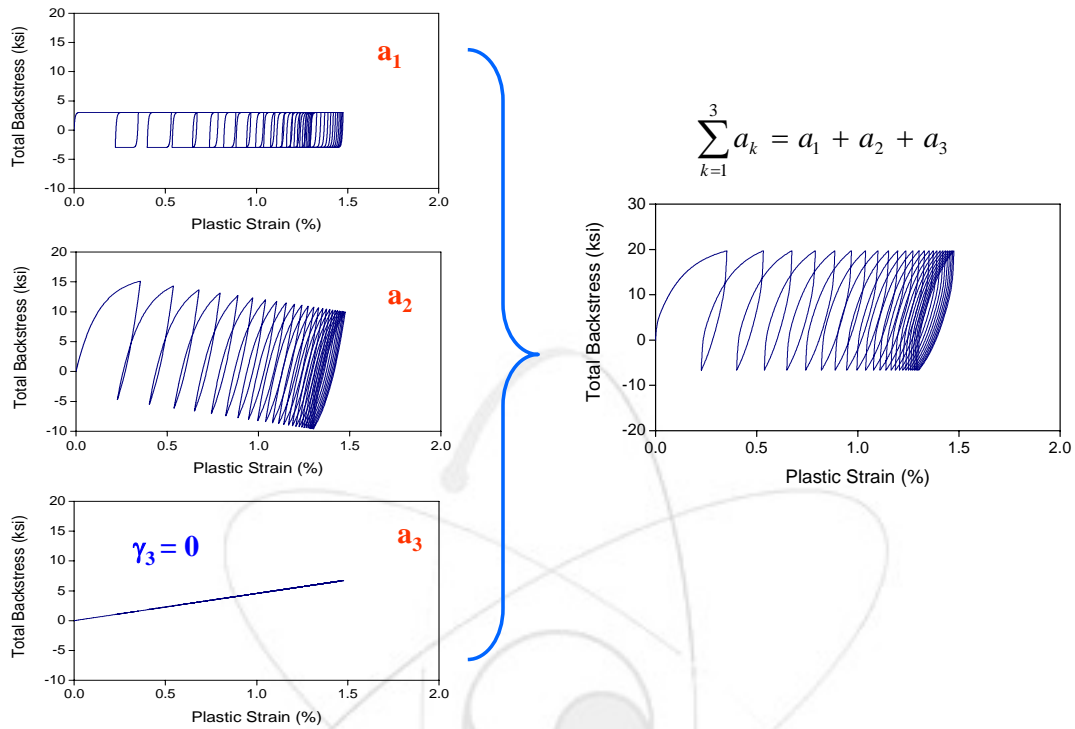 20
15
10
5
0
-5
-10
0.0 0.5 1.0 1.5 2.0
Total Backstress (ksi)
Plastic Strain (%)
a1
20
15
10
5
0
-5
-10
0.0 0.5 1.0 1.5 2.0
Total Backstress (ksi)
Plastic Strain (%)
a2
20
15
10
5
0
-5
-10
0.0 0.5 1.0 1.5 2.0
Total Backstress (ksi)
Plastic Strain (%)
γ3 = 0
a3
3
∑ ak = a1 + a2 + a3
k=1
30
20
10
0
-10
-20
0.0 0.5 1.0 1.5 2.0
Total Backstress (ksi)
Plastic Strain (%)